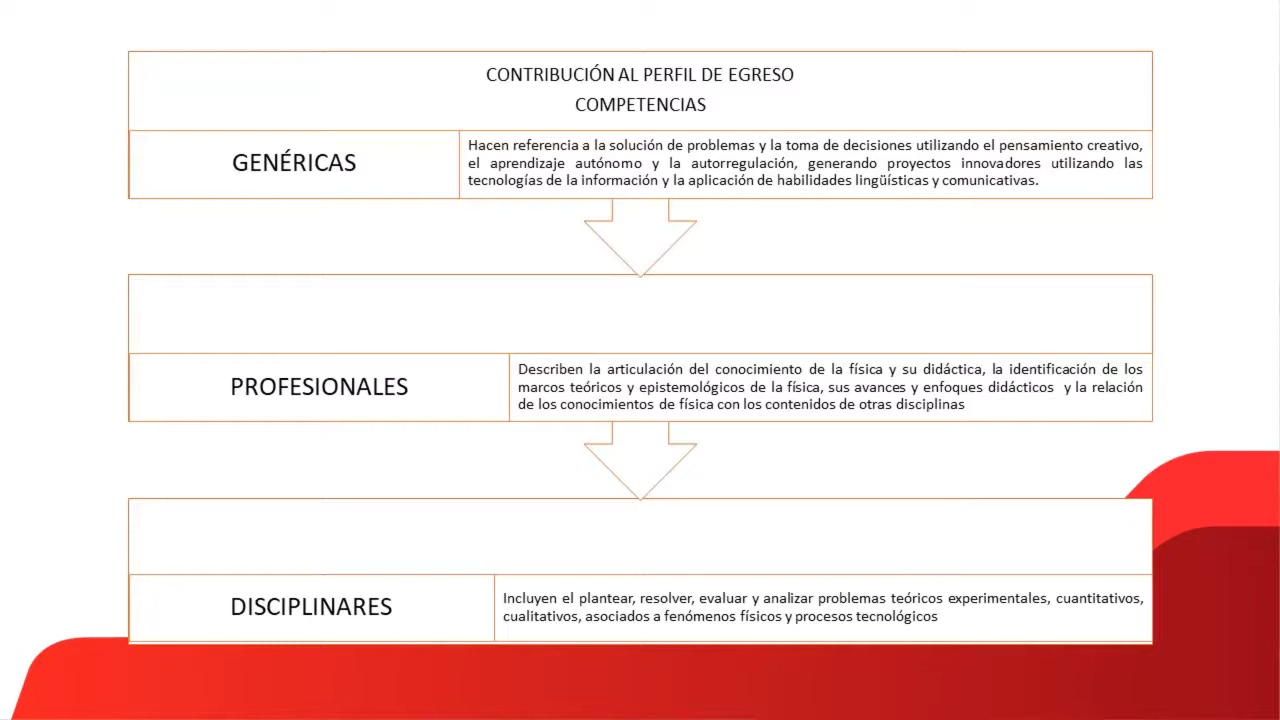 CONTRIBUCIÓN AL PERFIL DE EGRESO
COMPETENCIAS
GENÉRICAS
Hacen referencia a la solución de problemas y la toma de decisiones utilizando el pensamiento creativo,
el aprendizaje autónomo y la autorregulación, generando proyectos innovadores utilizando las
tecnologías de la información y la aplicación de habilidades lingüísticas y comunicativas.
PROFESIONALES
Describen la articulación del conocimiento de la física y su didáctica, la identificación de los
marcos teóricos y epistemológicos de la física, sus avances y enfoques didácticos y la relación
de los conocimientos de física con los contenidos de otras disciplinas
DISCIPLINARES
Incluyen el plantear, resolver, evaluar y analizar problemas teóricos experimentales, cuantitativos,
cualitativos, asociados a fenómenos físicos y procesos tecnológicos